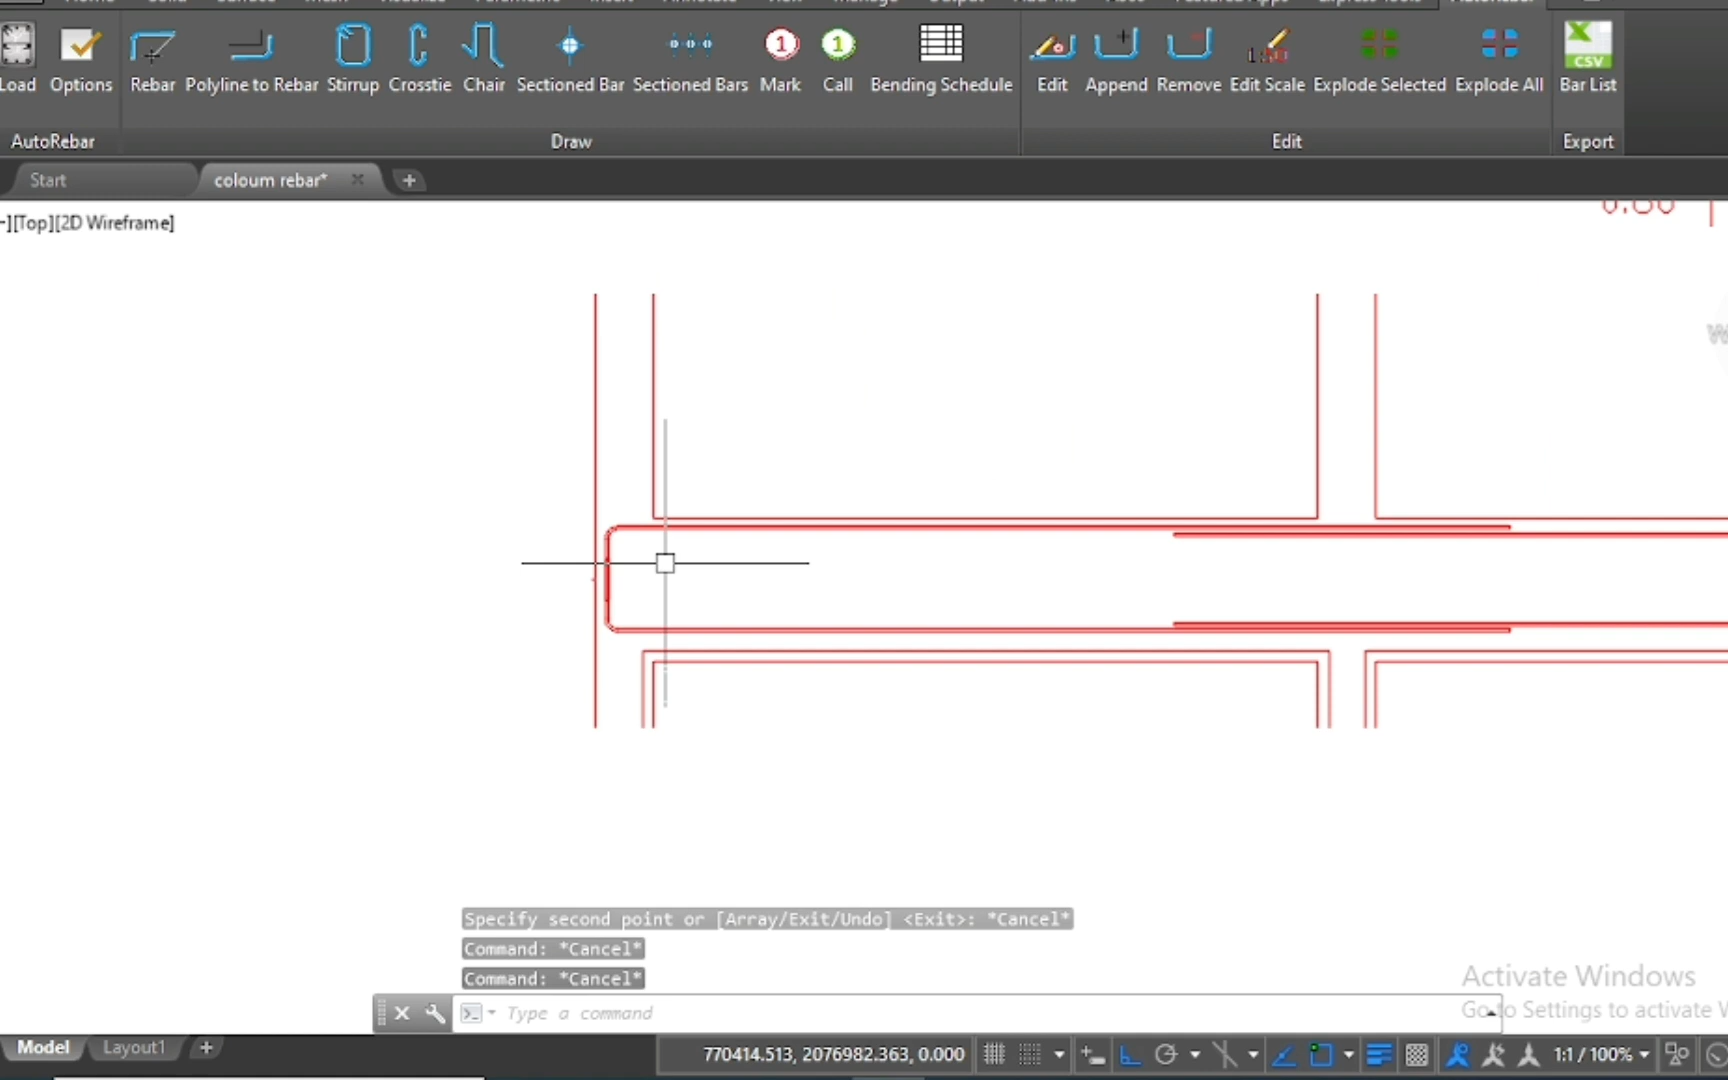 Load Options Rebar Polyline to Rebar Stirrup Crosstie Chair Sectioned Bar Sectioned Bars Mark Call Bending Schedule Edit Append Remove Edit Scale Explode Selected Explode All Bar List
AutoRebar Draw Edit Export
Start coloum rebar*
-][Top][2D Wireframe]
Specify second point or [Array/Exit/Undo] <Exit>: *Cancel*
Command: *Cancel*
Command: *Cancel*
Type a command
Activate Windows
Go to Settings to activate W
Model Layout1 770414.513, 2076982.363, 0.000 1:1 / 100%